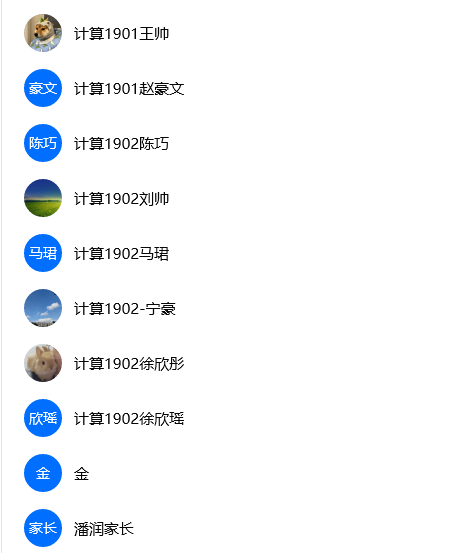 计算1901王帅
豪文
计算1901赵豪文
陈巧
计算1902陈巧
计算1902刘帅
马珺
计算1902马珺
计算1902-宁豪
计算1902徐欣彤
欣瑶
计算1902徐欣瑶
金
金
家长
潘润家长